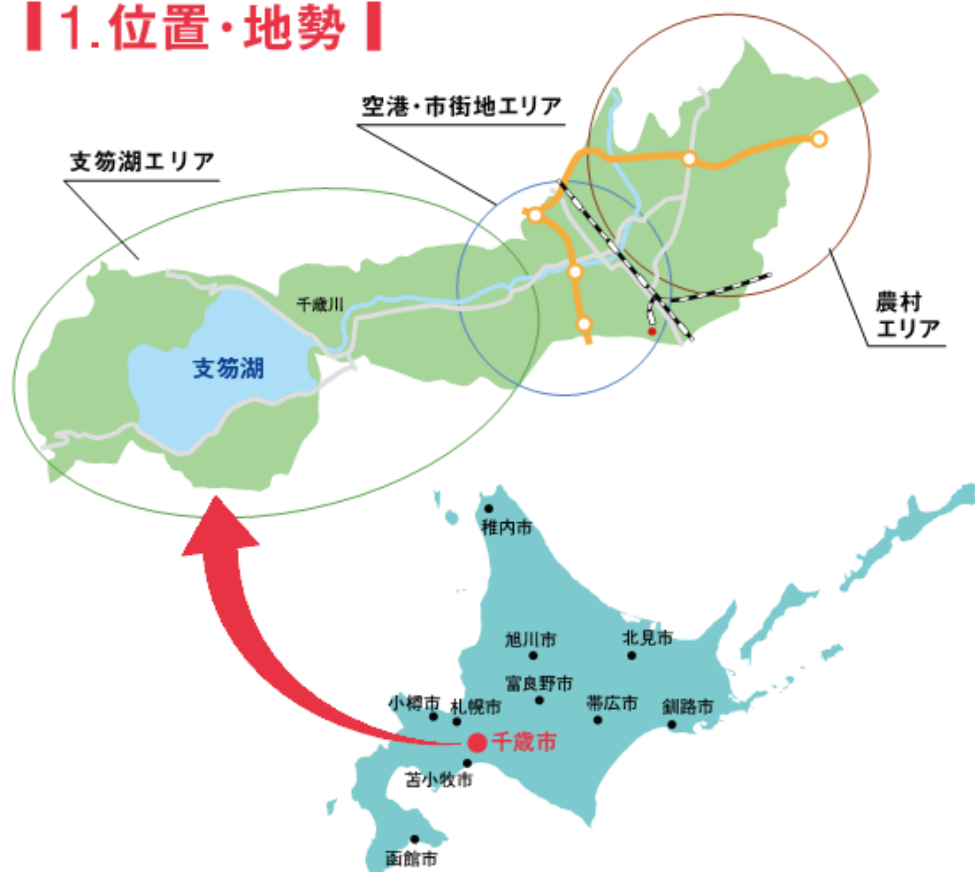 1.位置・地勢
空港・市街地エリア
支笏湖エリア
千歳川
農村
エリア
支笏湖
稚内市
旭川市
北見市
富良野市
小樽市
札幌市
帯広市
釧路市
千歳市
苫小牧市
函館市